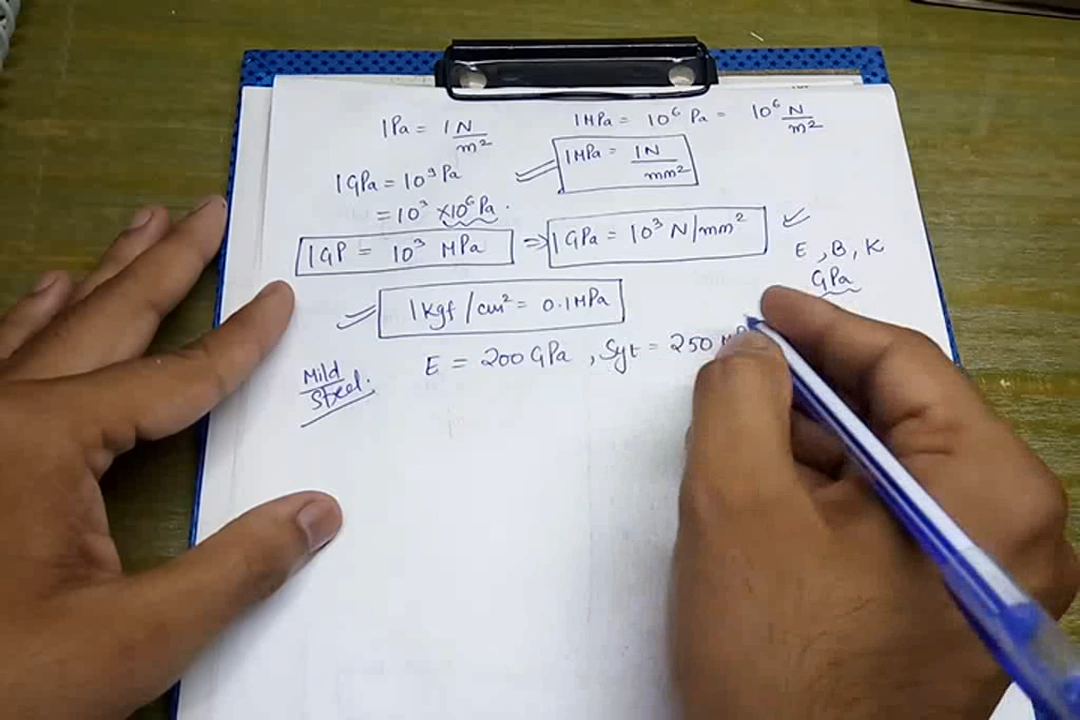 1Pa = 1N/m²
1MPa = 10⁶ Pa = 10⁶ N/m²
1MPa = 1N/mm²
1GPa = 10⁹ Pa
= 10³ × 10⁶ Pa.
1GP = 10³ MPa ⇒ 1GPa = 10³ N/mm²
E, B, K
GPa
1kgf/cm² = 0.1MPa
E = 200 GPa, Syt = 250
Mild
Steel.